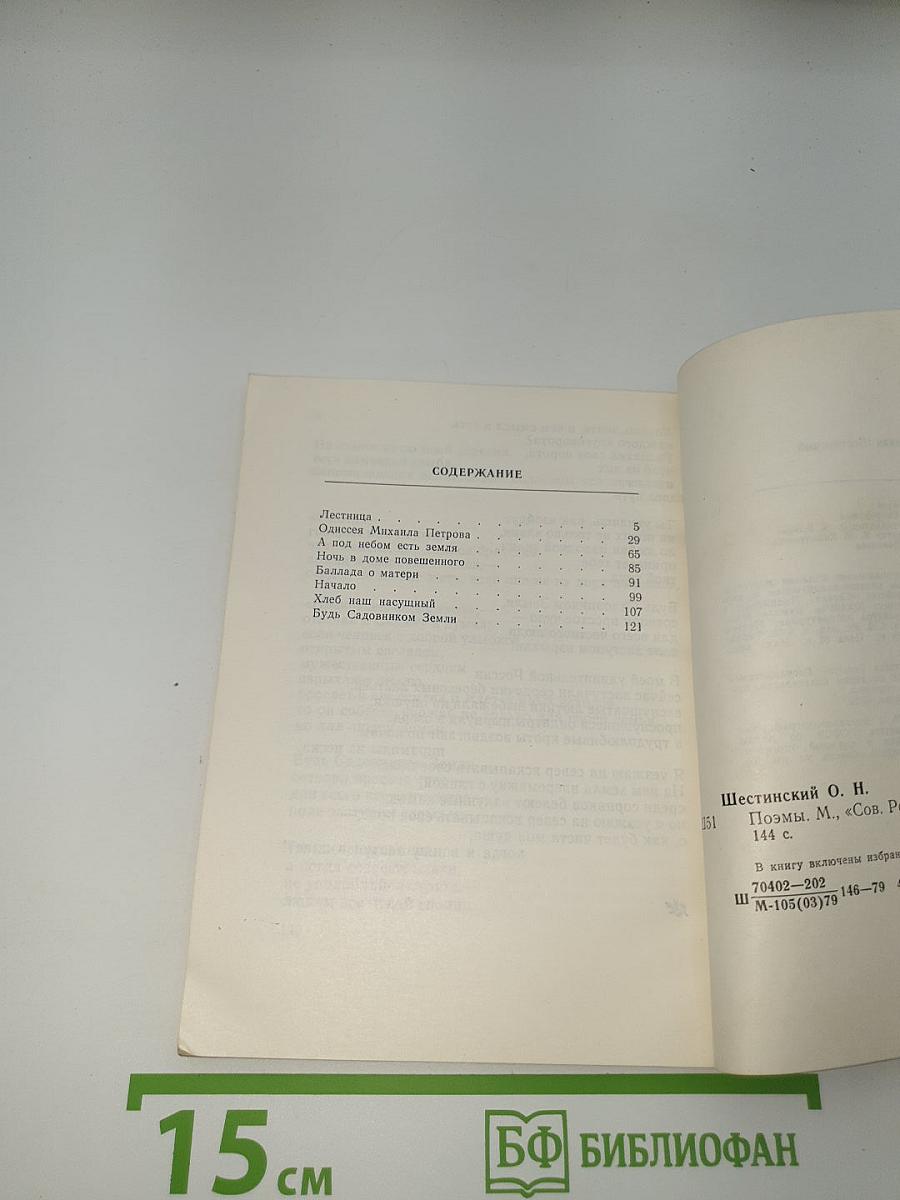 СОДЕРЖАНИЕ
Лестница . . . . . . . . . . 5
Одиссея Михаила Петрова . . . . . . 29
А под небом есть земля . . . . . . 65
Ночь в доме повешенного . . . . . . 85
Баллада о матери . . . . . . . . 91
Начало . . . . . . . . . . 99
Хлеб наш насущный . . . . . . . 107
Будь Садовником Земли . . . . . . 121
Шестинский О. Н.
Поэмы. М., «Сов. Ро
144 с.
В книгу включены избран
Ш 70402—202
М-105(03)79 146—79
15 см
БФ БИБЛИОФАН